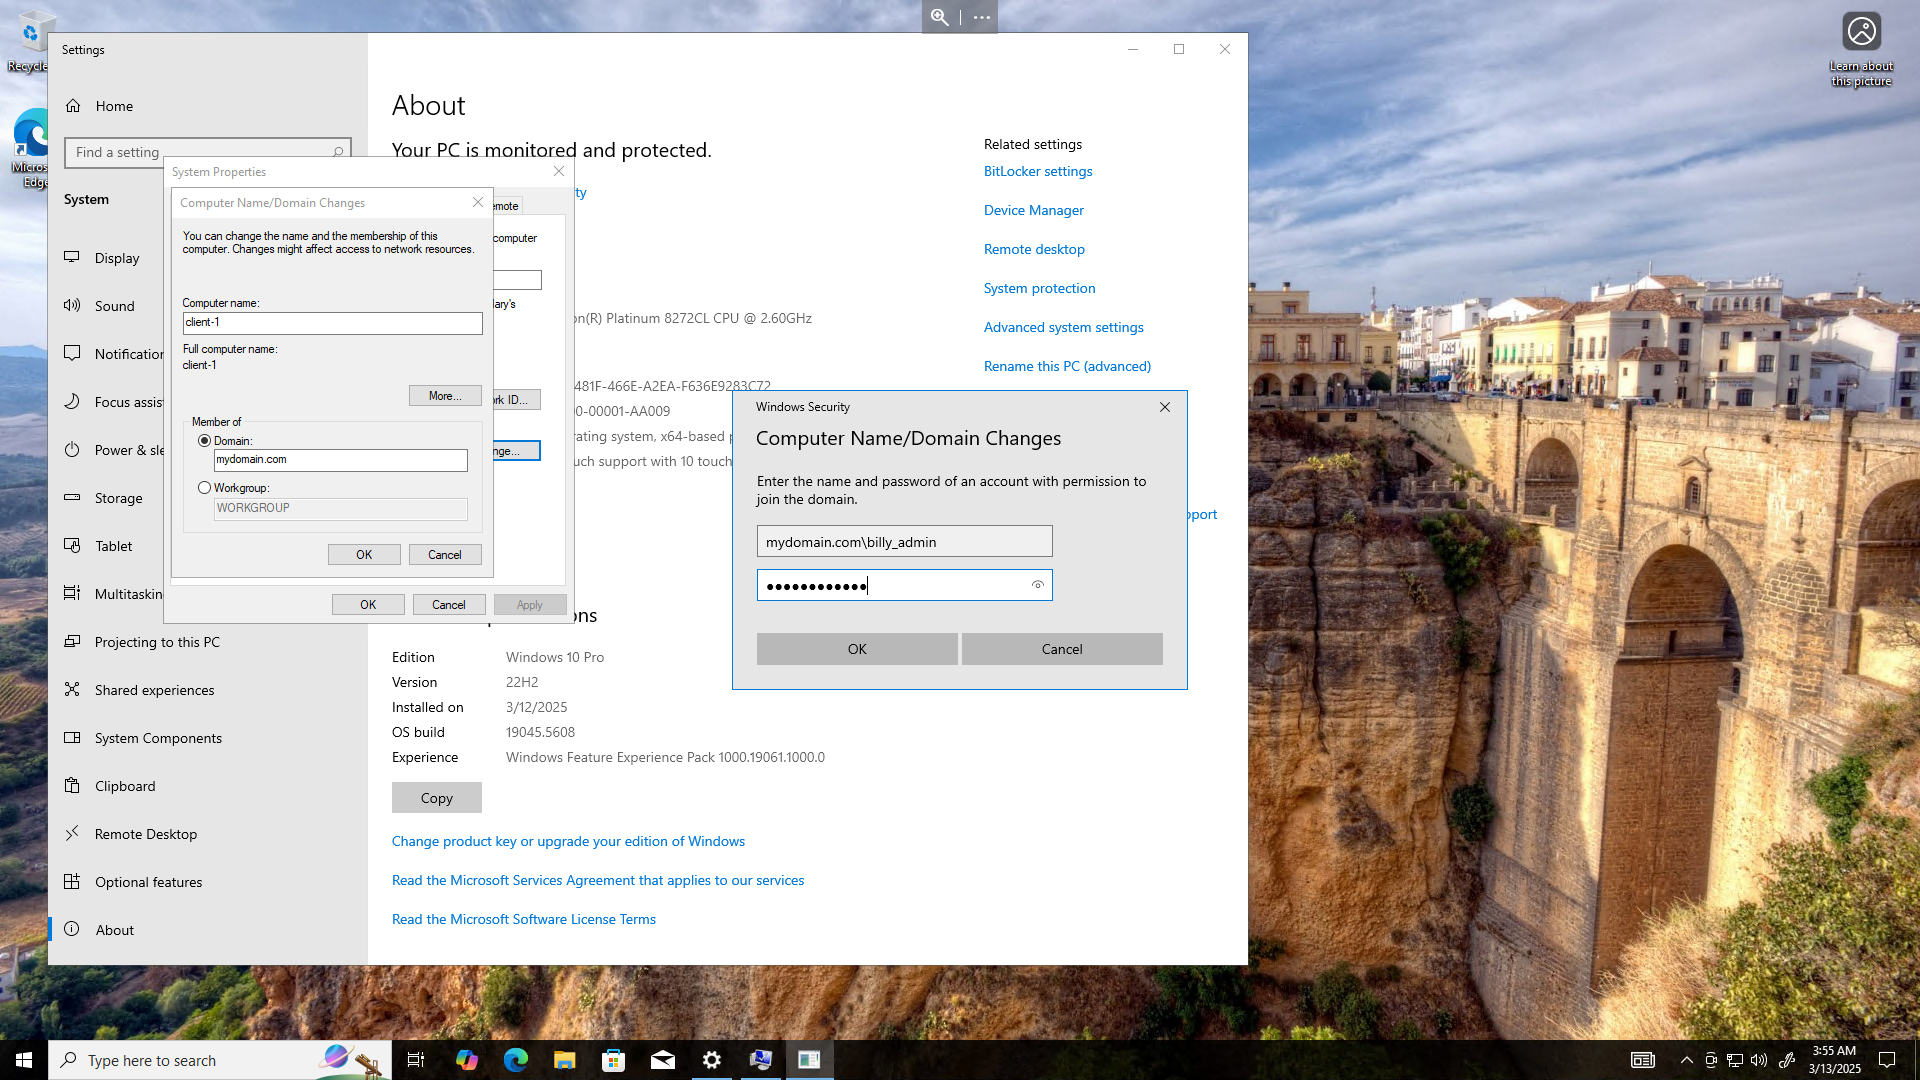 Recycle
Learn about
this picture
Settings
Home
Find a setting
System
Display
Sound
Notification
Focus assist
Power & sle
Storage
Tablet
Multitaskin
Projecting to this PC
Shared experiences
System Components
Clipboard
Remote Desktop
Optional features
About
Micros
Edge
About
Your PC is monitored and protected.
ty
on(R) Platinum 8272CL CPU @ 2.60GHz
481F-466E-A2EA-F636E9283C72
0-00001-AA009
rating system, x64-based p
uch support with 10 touch
ons
Edition Windows 10 Pro
Version 22H2
Installed on 3/12/2025
OS build 19045.5608
Experience Windows Feature Experience Pack 1000.19061.1000.0
Copy
Change product key or upgrade your edition of Windows
Read the Microsoft Services Agreement that applies to our services
Read the Microsoft Software License Terms
Related settings
BitLocker settings
Device Manager
Remote desktop
System protection
Advanced system settings
Rename this PC (advanced)
pport
System Properties
emote
computer
lary's
ork ID...
nge...
OK Cancel Apply
Computer Name/Domain Changes
You can change the name and the membership of this
computer. Changes might affect access to network resources.
Computer name:
client-1
Full computer name:
client-1
More...
Member of
Domain:
mydomain.com
Workgroup:
WORKGROUP
OK Cancel
Windows Security
Computer Name/Domain Changes
Enter the name and password of an account with permission to
join the domain.
mydomain.com\billy_admin
OK Cancel
Type here to search
3:55 AM
3/13/2025